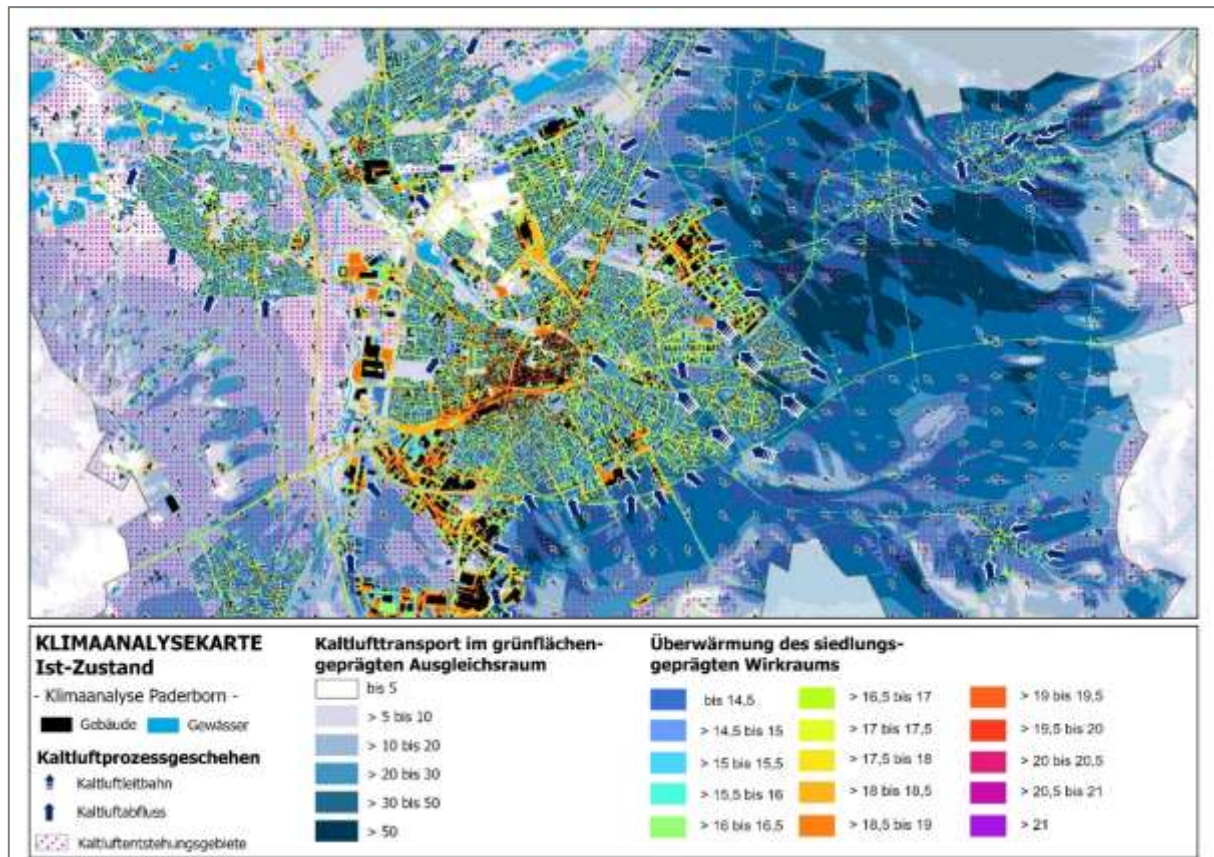 KLIMAANALYSEKARTE
Ist-Zustand
- Klimaanalyse Paderborn -
Gebäude
Gewässer
Kaltluftprozessgeschehen
Kaltluftleitbahn
Kaltluftabfluss
Kaltluftentstehungsgebiete
Kaltlufttransport im grünflächen-
geprägten Ausgleichsraum
bis 5
> 5 bis 10
> 10 bis 20
> 20 bis 30
> 30 bis 50
> 50
Überwärmung des siedlungs-
geprägten Wirkraums
bis 14,5
> 14,5 bis 15
> 15 bis 15,5
> 15,5 bis 16
> 16 bis 16,5
> 16,5 bis 17
> 17 bis 17,5
> 17,5 bis 18
> 18 bis 18,5
> 18,5 bis 19
> 19 bis 19,5
> 19,5 bis 20
> 20 bis 20,5
> 20,5 bis 21
> 21